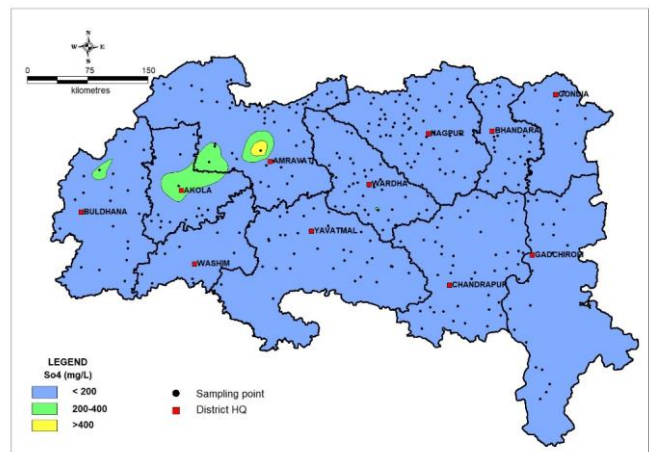 N
W E
S
0 75 150
kilometres
GONDIA
NAGPUR
BHANDARA
AMRAVATI
AKOLA
WARDHA
BULDHANA
YAVATMAL
WASHIM
GADCHIROLI
CHANDRAPUR
LEGEND
So4 (mg/L)
< 200
200-400
>400
Sampling point
District HQ